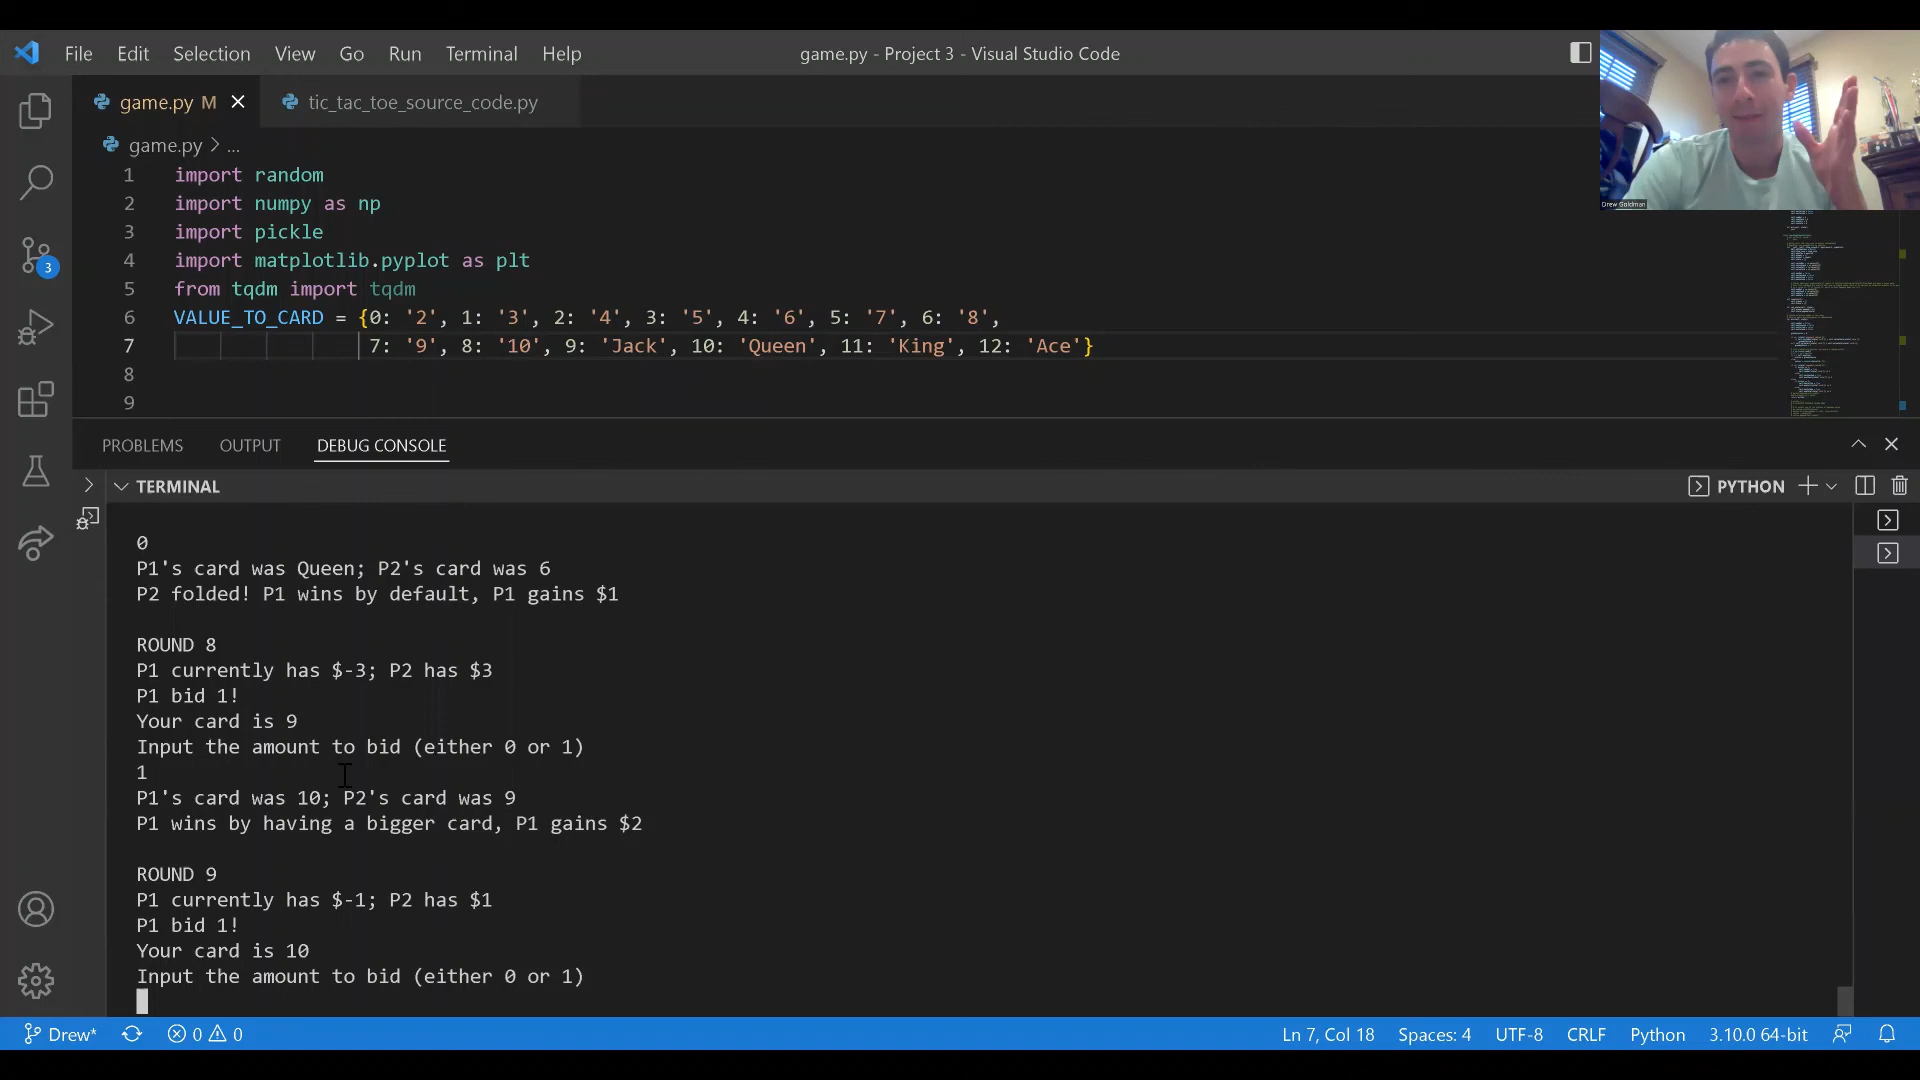 File Edit Selection View Go Run Terminal Help
game.py - Project 3 - Visual Studio Code
game.py M
tic_tac_toe_source_code.py
game.py > ...
1 import random
2 import numpy as np
3 import pickle
4 import matplotlib.pyplot as plt
5 from tqdm import tqdm
6 VALUE_TO_CARD = {0: '2', 1: '3', 2: '4', 3: '5', 4: '6', 5: '7', 6: '8',
7 7: '9', 8: '10', 9: 'Jack', 10: 'Queen', 11: 'King', 12: 'Ace'}
8
9
Drew Goldman
3
PROBLEMS OUTPUT DEBUG CONSOLE
TERMINAL
PYTHON
0
P1's card was Queen; P2's card was 6
P2 folded! P1 wins by default, P1 gains $1
ROUND 8
P1 currently has $-3; P2 has $3
P1 bid 1!
Your card is 9
Input the amount to bid (either 0 or 1)
1
P1's card was 10; P2's card was 9
P1 wins by having a bigger card, P1 gains $2
ROUND 9
P1 currently has $-1; P2 has $1
P1 bid 1!
Your card is 10
Input the amount to bid (either 0 or 1)
Drew* 0 0 Ln 7, Col 18 Spaces: 4 UTF-8 CRLF Python 3.10.0 64-bit